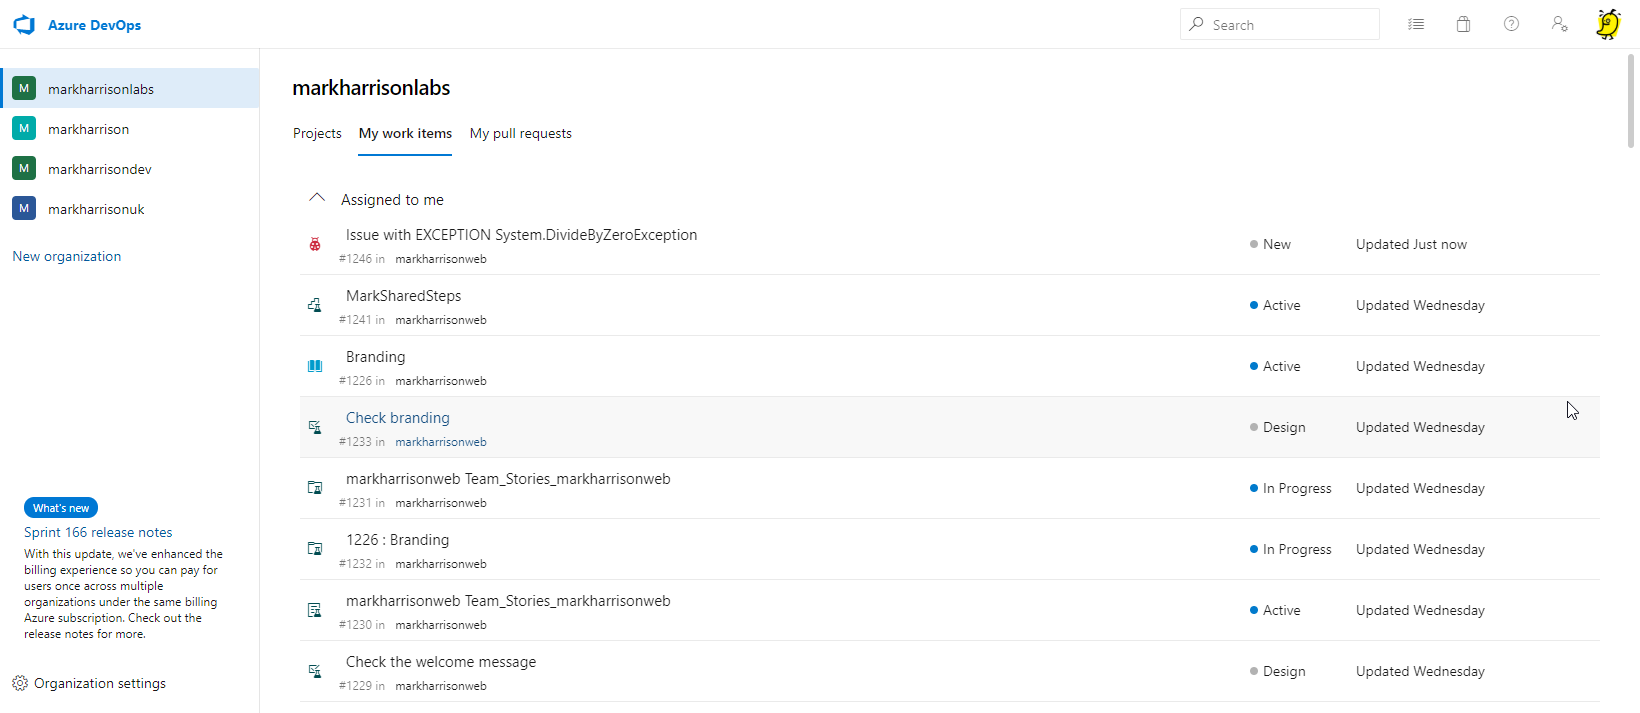 Azure DevOps
Search
M markharrisonlabs
M markharrison
M markharrisondev
M markharrisonuk
New organization
What's new
Sprint 166 release notes
With this update, we've enhanced the
billing experience so you can pay for
users once across multiple
organizations under the same billing
Azure subscription. Check out the
release notes for more.
Organization settings
markharrisonlabs
Projects My work items My pull requests
Assigned to me
Issue with EXCEPTION System.DivideByZeroException
#1246 in markharrisonweb
New Updated Just now
MarkSharedSteps
#1241 in markharrisonweb
Active Updated Wednesday
Branding
#1226 in markharrisonweb
Active Updated Wednesday
Check branding
#1233 in markharrisonweb
Design Updated Wednesday
markharrisonweb Team_Stories_markharrisonweb
#1231 in markharrisonweb
In Progress Updated Wednesday
1226 : Branding
#1232 in markharrisonweb
In Progress Updated Wednesday
markharrisonweb Team_Stories_markharrisonweb
#1230 in markharrisonweb
Active Updated Wednesday
Check the welcome message
#1229 in markharrisonweb
Design Updated Wednesday